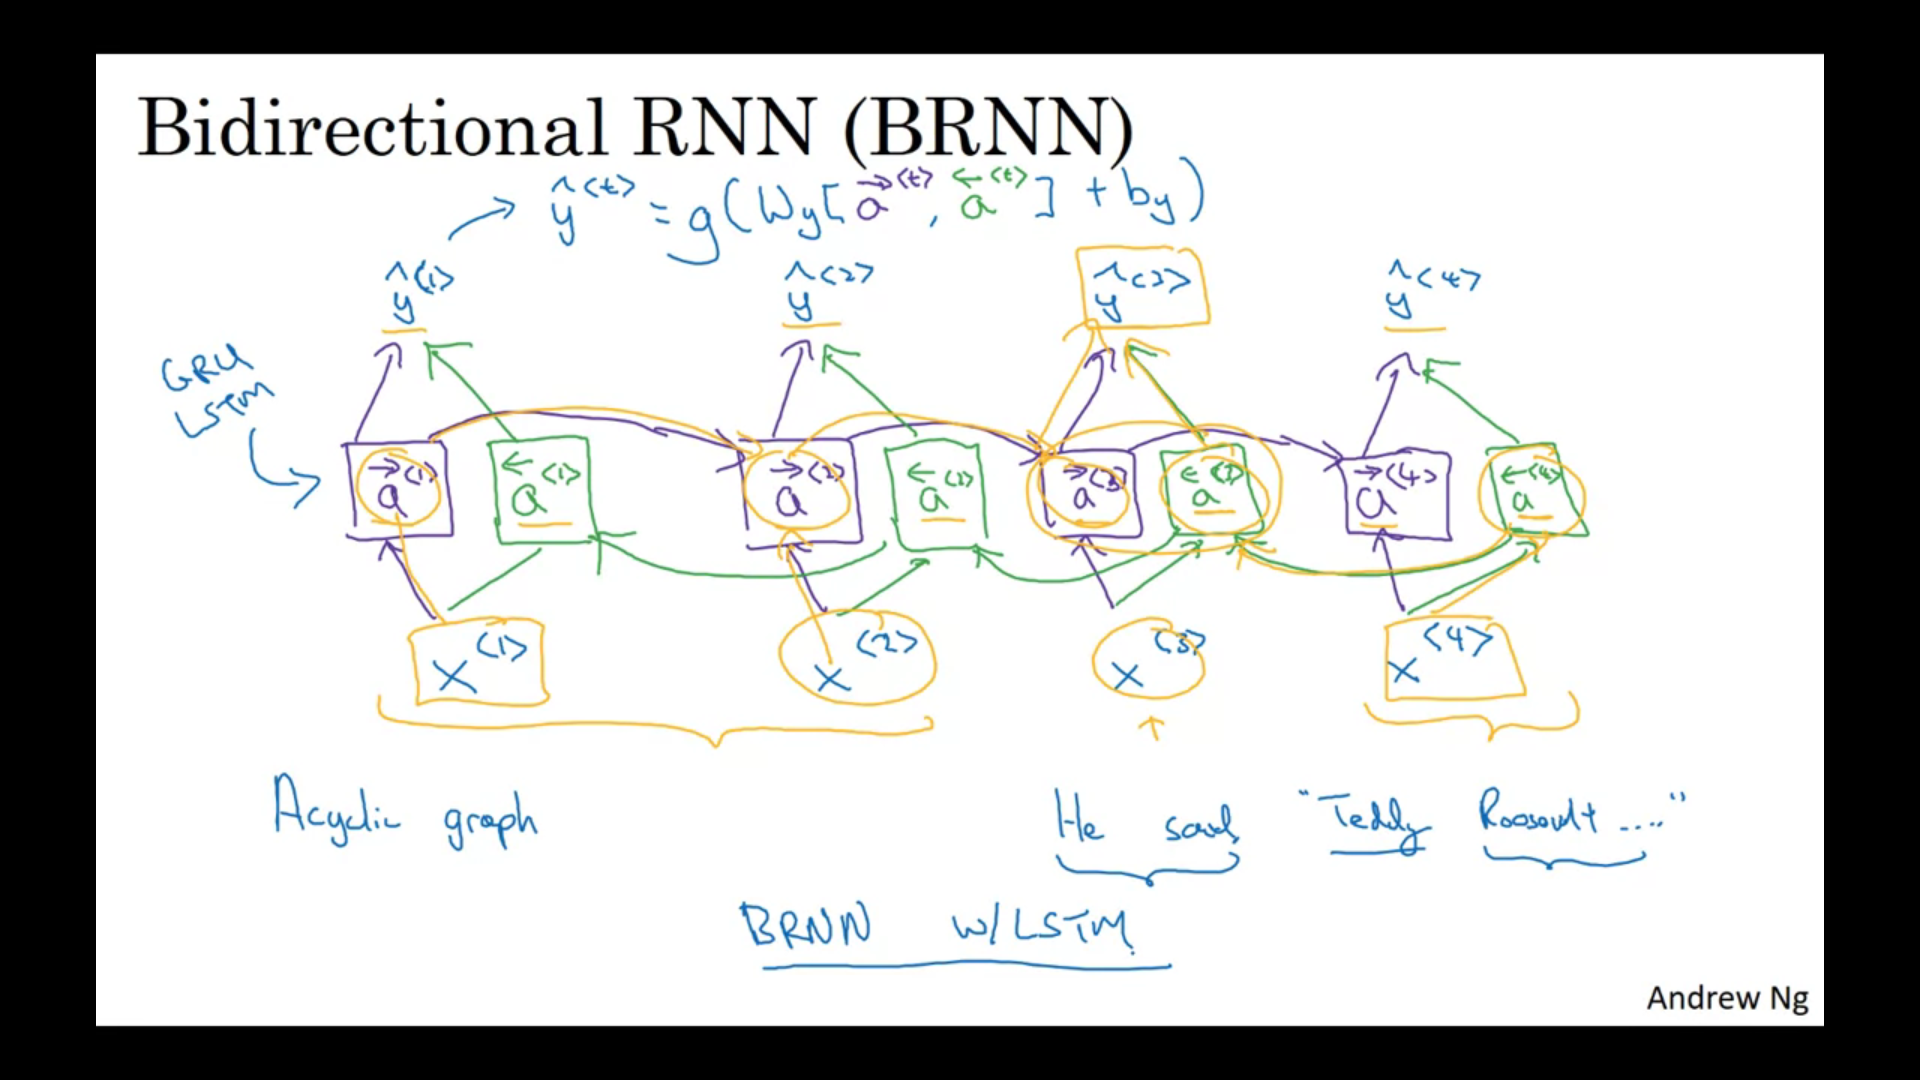 Bidirectional RNN (BRNN)
ŷ<t> = g(Wy[a→<t>, a←<t>] + by)
ŷ<1> ŷ<2> ŷ<3> ŷ<4>
GRU
LSTM
a→<1> a←<1> a→<2> a←<2> a→<3> a←<3> a→<4> a←<4>
x<1> x<2> x<3> x<4>
Acyclic graph
He said, "Teddy Roosevelt ...."
BRNN w/LSTM
Andrew Ng